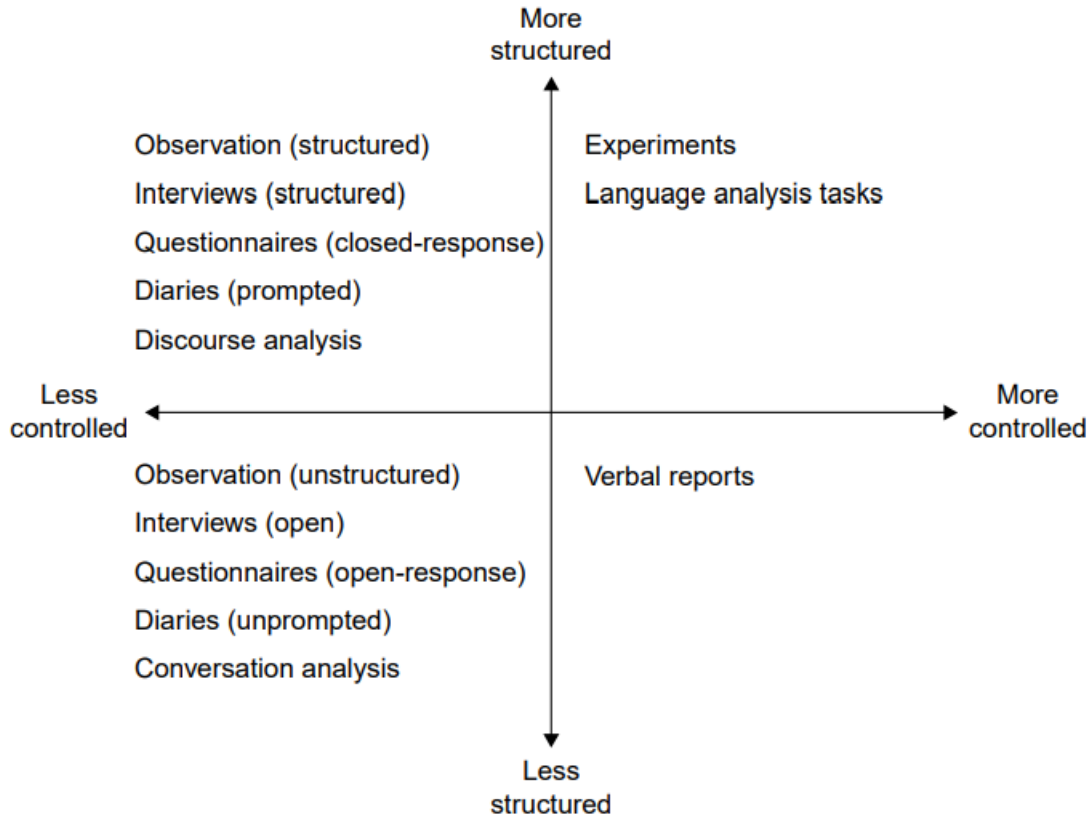 More
structured
Observation (structured)
Experiments
Interviews (structured)
Language analysis tasks
Questionnaires (closed-response)
Diaries (prompted)
Discourse analysis
Less
controlled
More
controlled
Observation (unstructured)
Verbal reports
Interviews (open)
Questionnaires (open-response)
Diaries (unprompted)
Conversation analysis
Less
structured